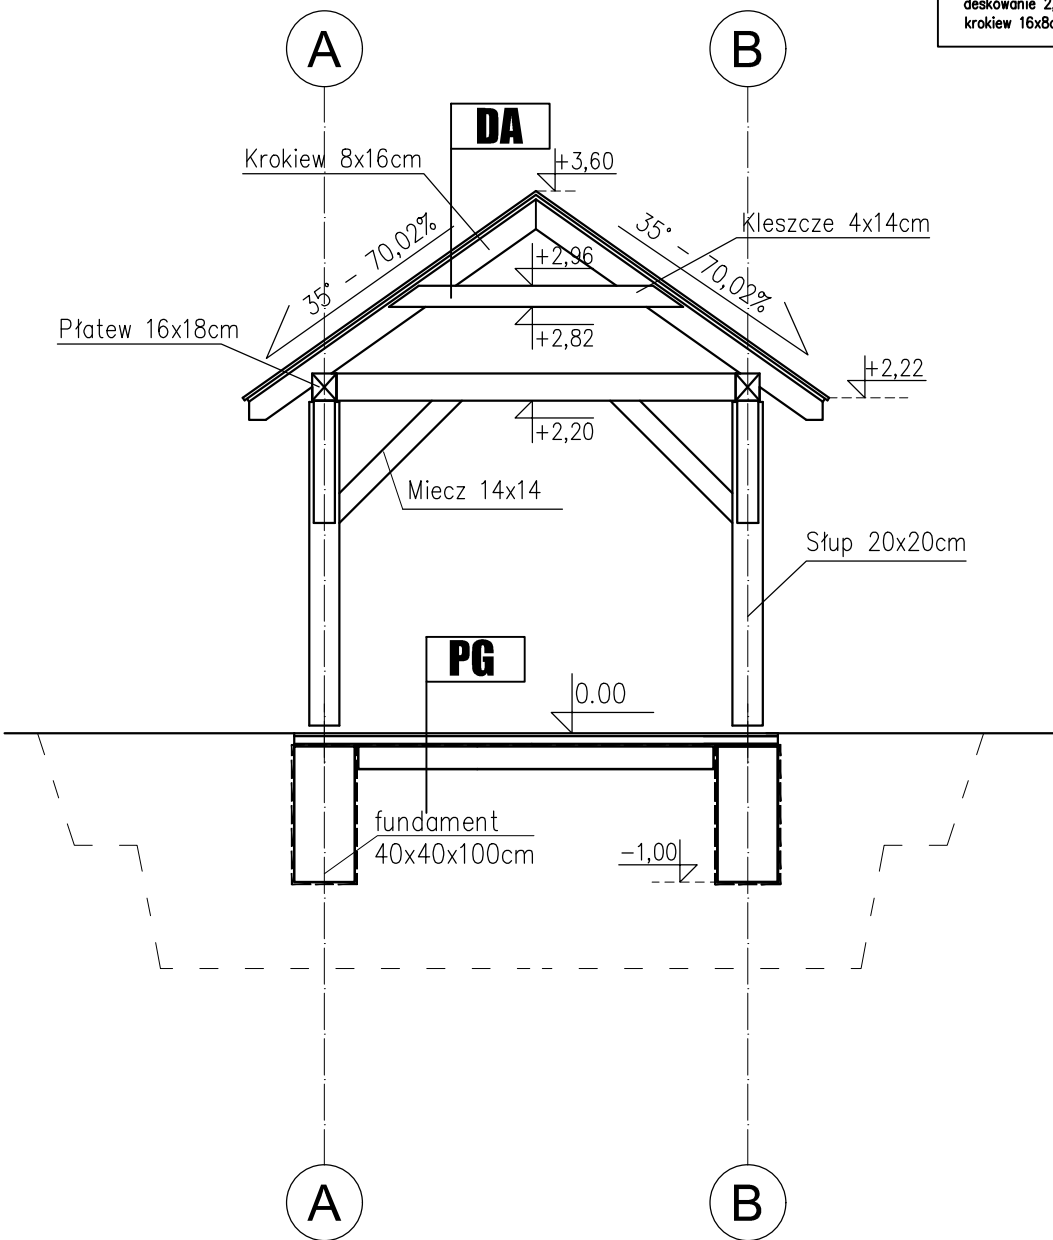 deskowanie 2,
krokiew 16x8
A
B
DA
Krokiew 8x16cm
+3,60
35° - 70,02%
35° - 70,02%
Kleszcze 4x14cm
+2,96
Płatew 16x18cm
+2,82
+2,22
+2,20
Miecz 14x14
Słup 20x20cm
PG
0.00
fundament
40x40x100cm
-1,00
A
B